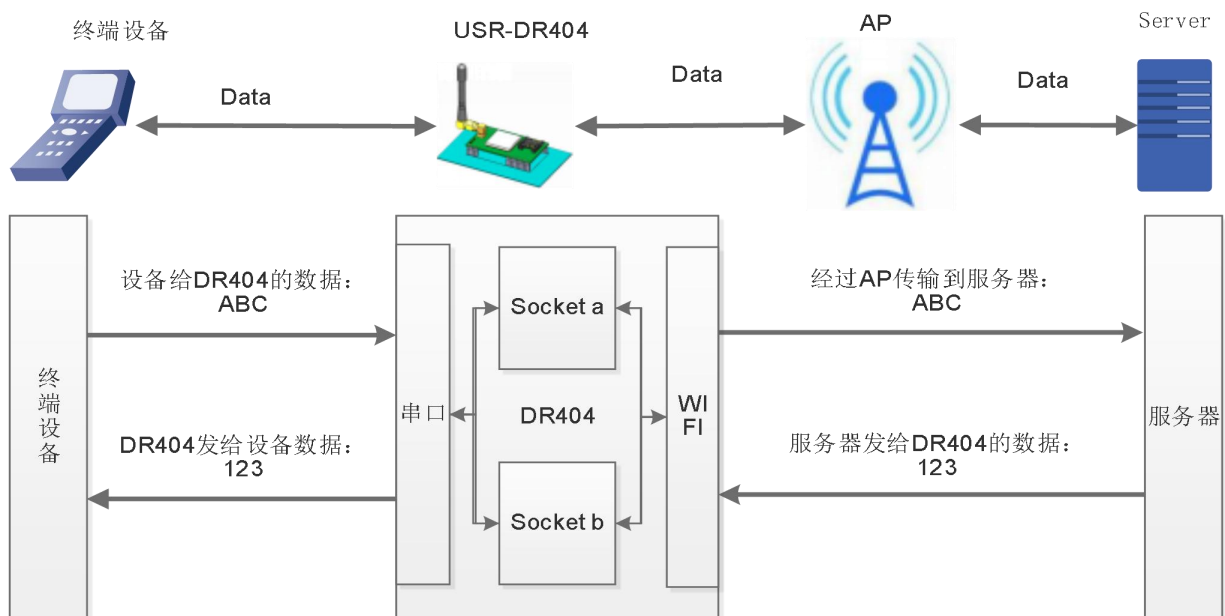 终端设备
USR-DR404
AP
Server
Data
Data
Data
设备给DR404的数据：
ABC
经过AP传输到服务器：
ABC
Socket a
终端设备
串口
DR404
WI
FI
服务器
DR404发给设备数据：
123
服务器发给DR404的数据：
123
Socket b